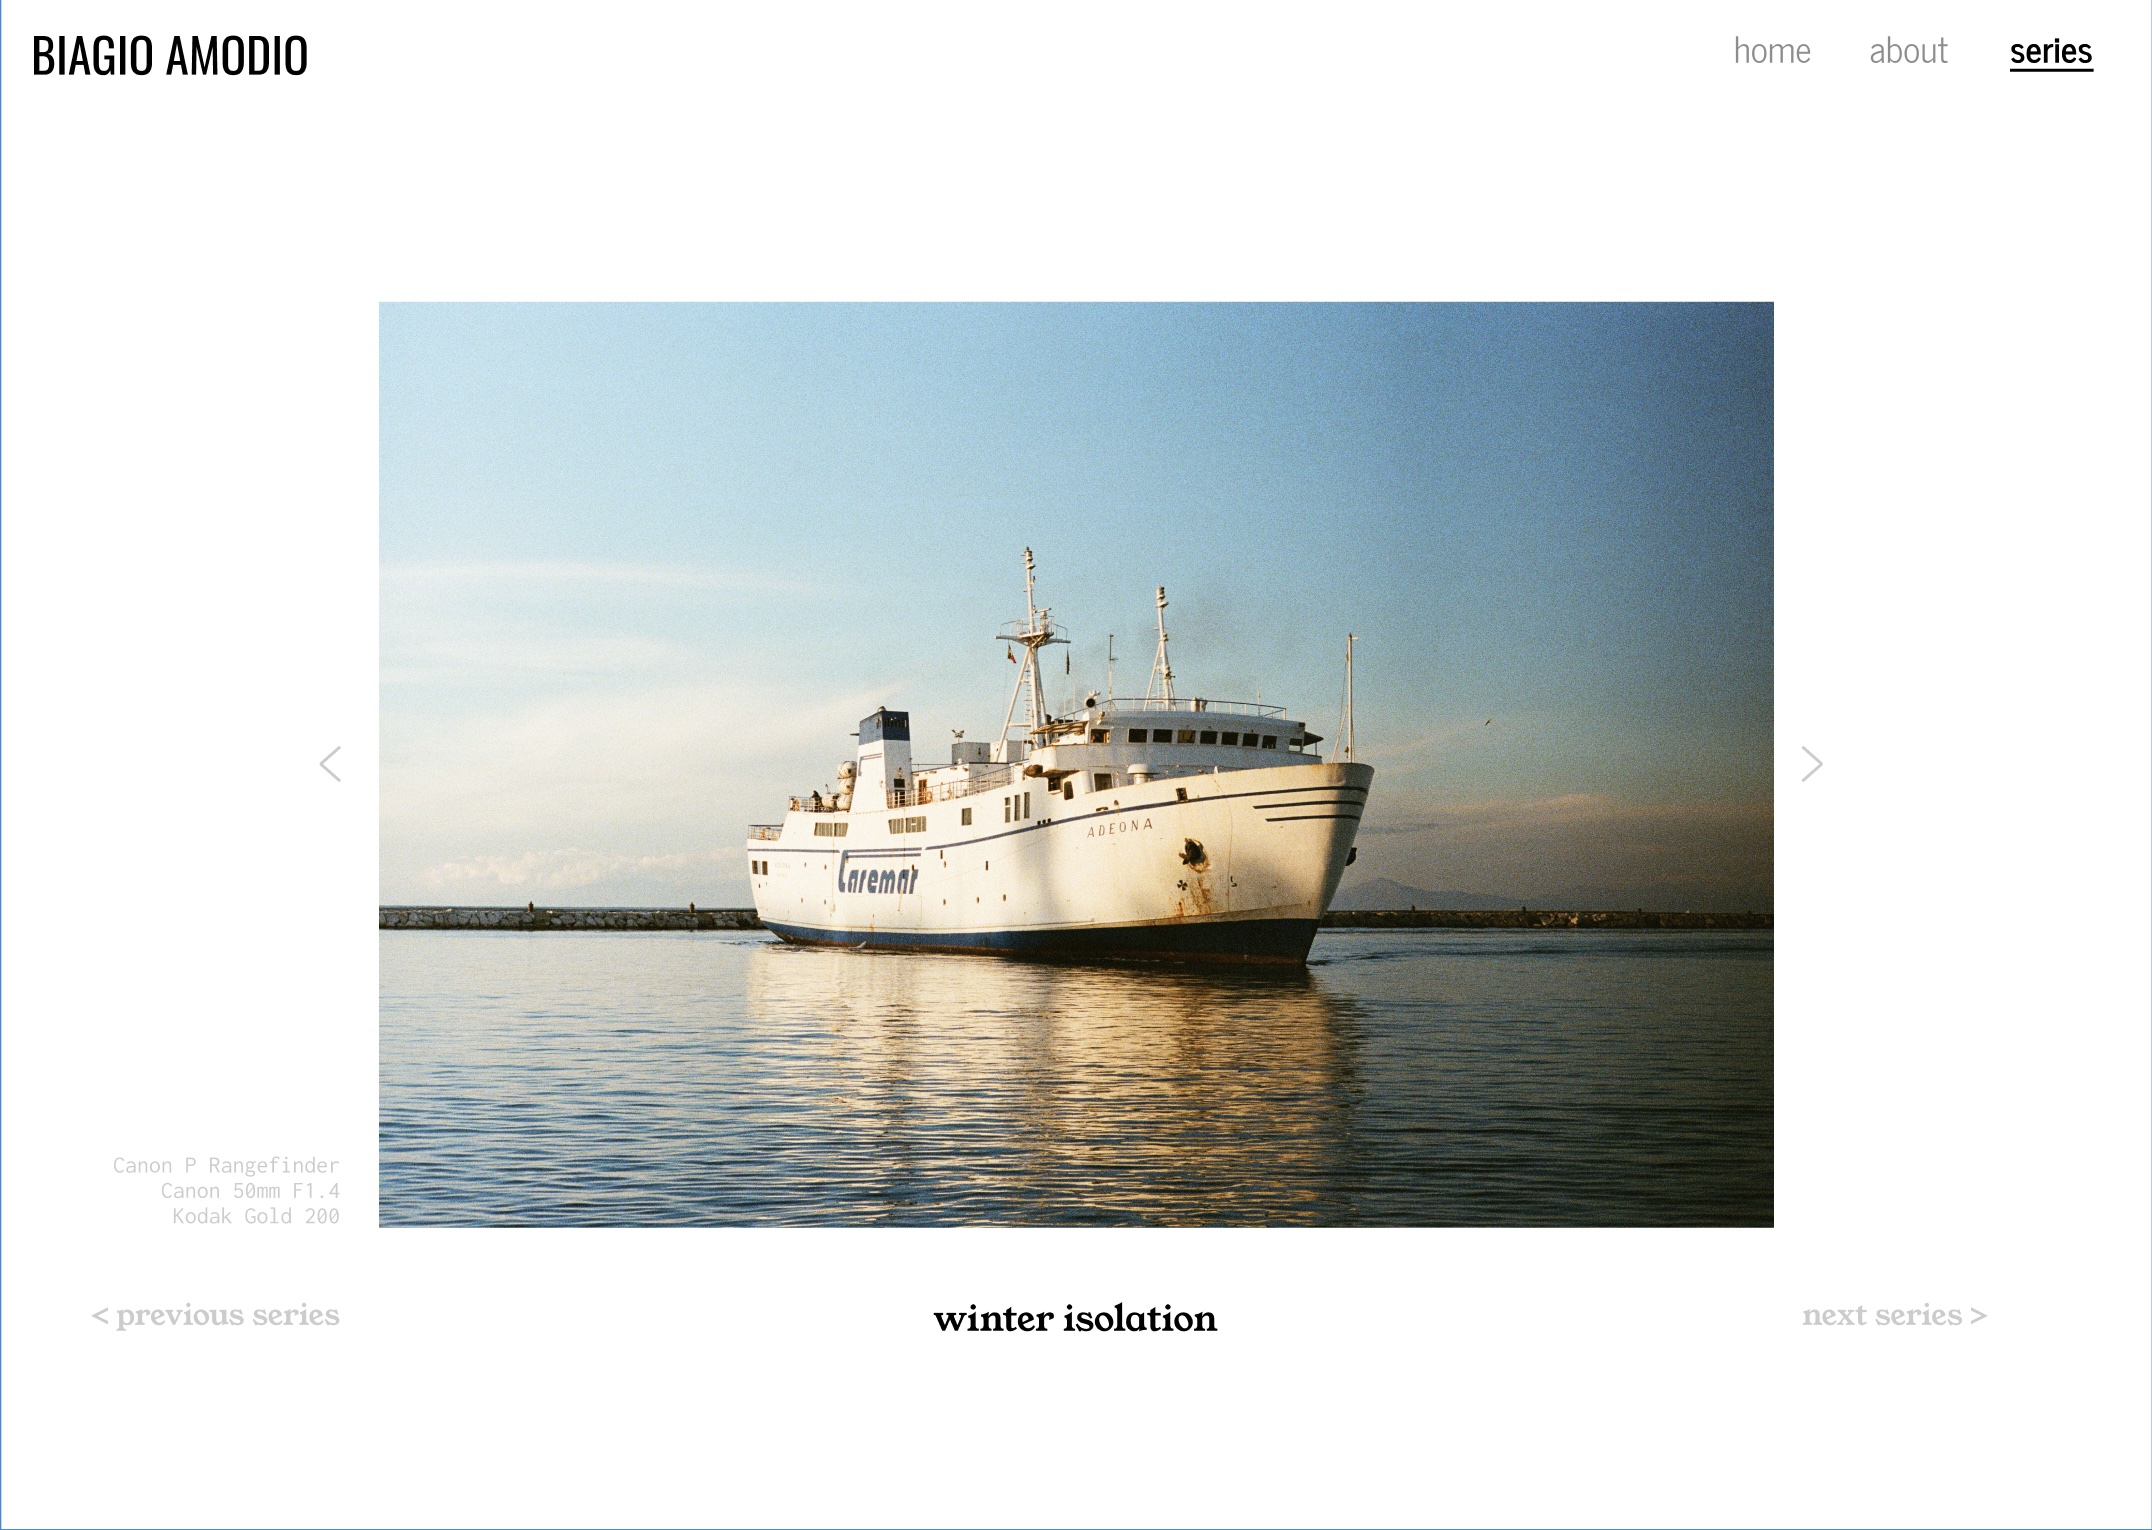 BIAGIO AMODIO
home about series
Caremar
ADEONA
Canon P Rangefinder
Canon 50mm F1.4
Kodak Gold 200
< previous series
winter isolation
next series >